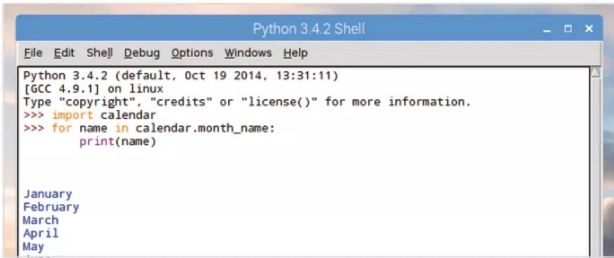 Python 3.4.2 Shell
File Edit Shell Debug Options Windows Help
Python 3.4.2 (default, Oct 19 2014, 13:31:11)
[GCC 4.9.1] on linux
Type "copyright", "credits" or "license()" for more information.
>>> import calendar
>>> for name in calendar.month_name:
        print(name)
January
February
March
April
May